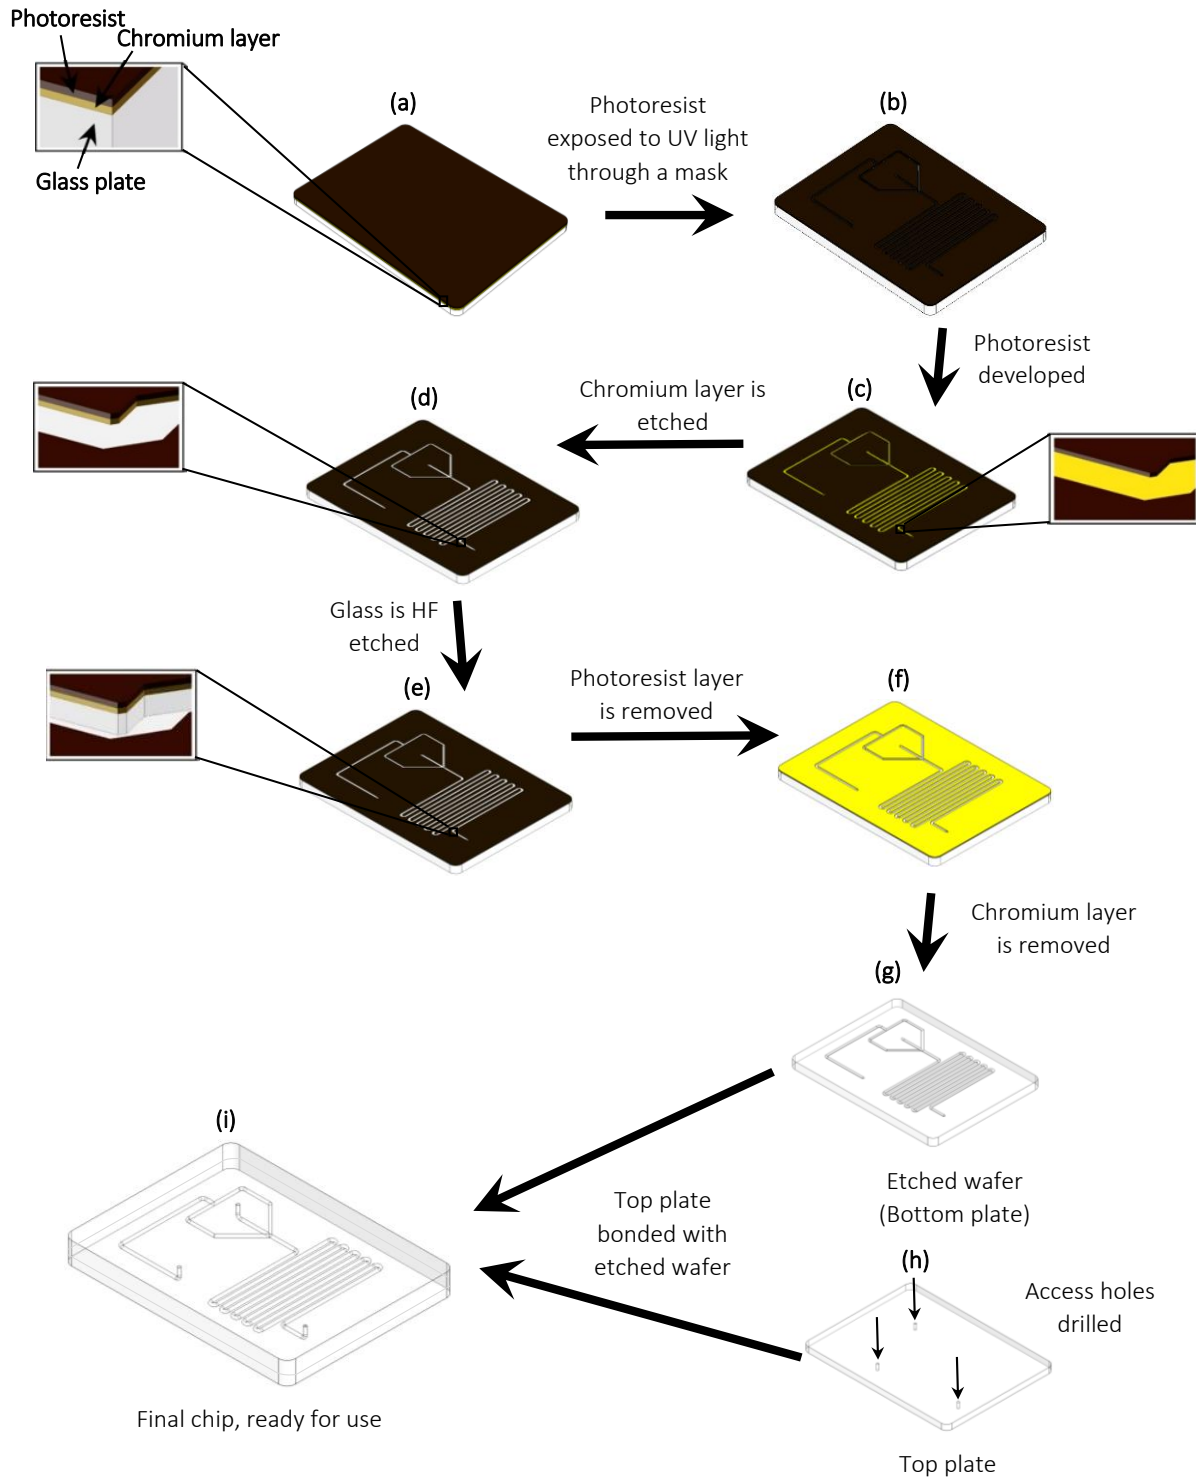 Photoresist
Chromium layer
Glass plate
(a)
Photoresist
exposed to UV light
through a mask
(b)
Photoresist
developed
(c)
Chromium layer is
etched
(d)
Glass is HF
etched
(e)
Photoresist layer
is removed
(f)
Chromium layer
is removed
(g)
Etched wafer
(Bottom plate)
(h)
Access holes
drilled
Top plate
Top plate
bonded with
etched wafer
(i)
Final chip, ready for use